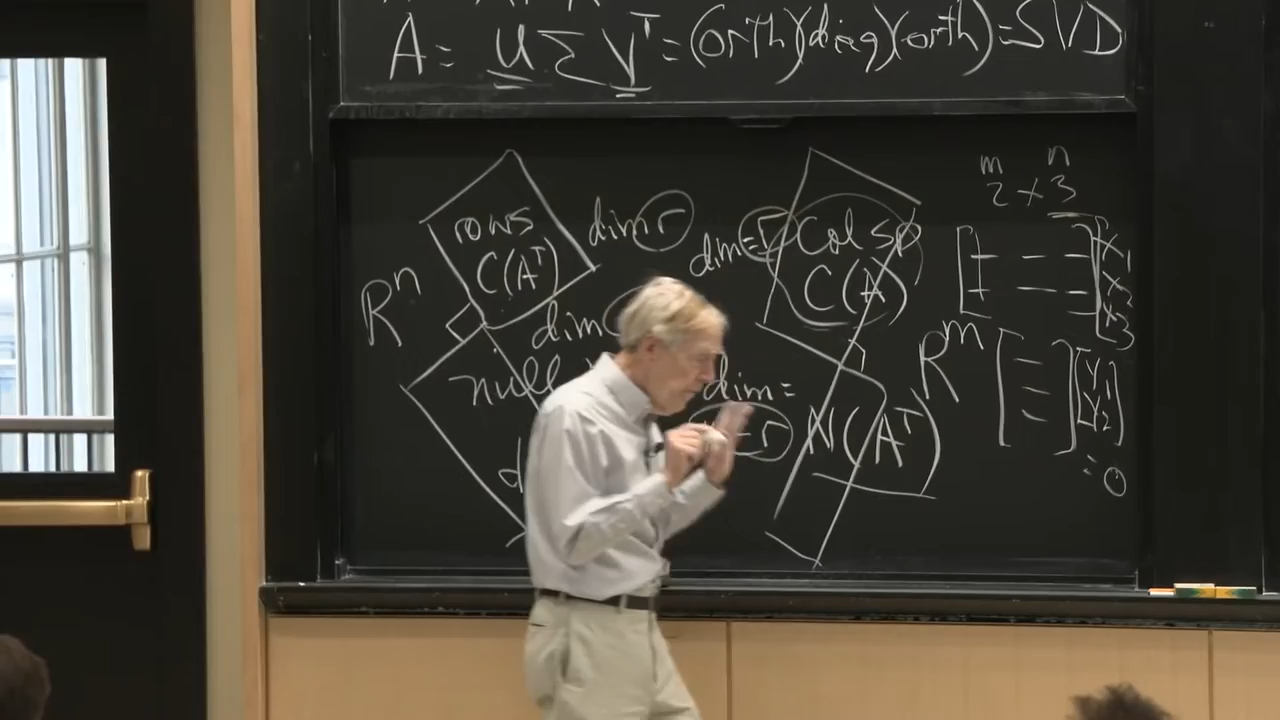 A = U Σ V^T = (orth)(diag)(orth) = SVD
rows
C(A^T)
R^n
dim r
dim
null
dim = r
Col sp
C(A)
R^m
dim =
= r
N(A^T)
m n
2 x 3
x1
x2
x3
y1
y2
= 0